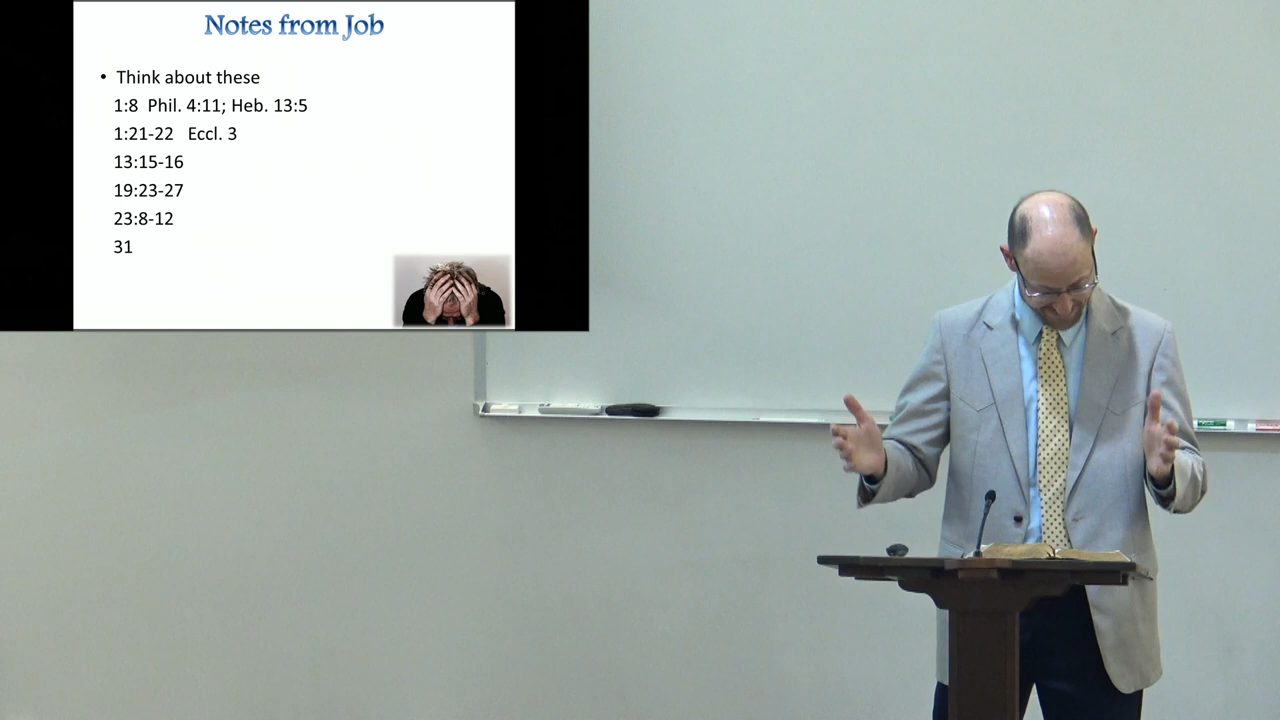 Notes from Job
• Think about these
1:8 Phil. 4:11; Heb. 13:5
1:21-22 Eccl. 3
13:15-16
19:23-27
23:8-12
31